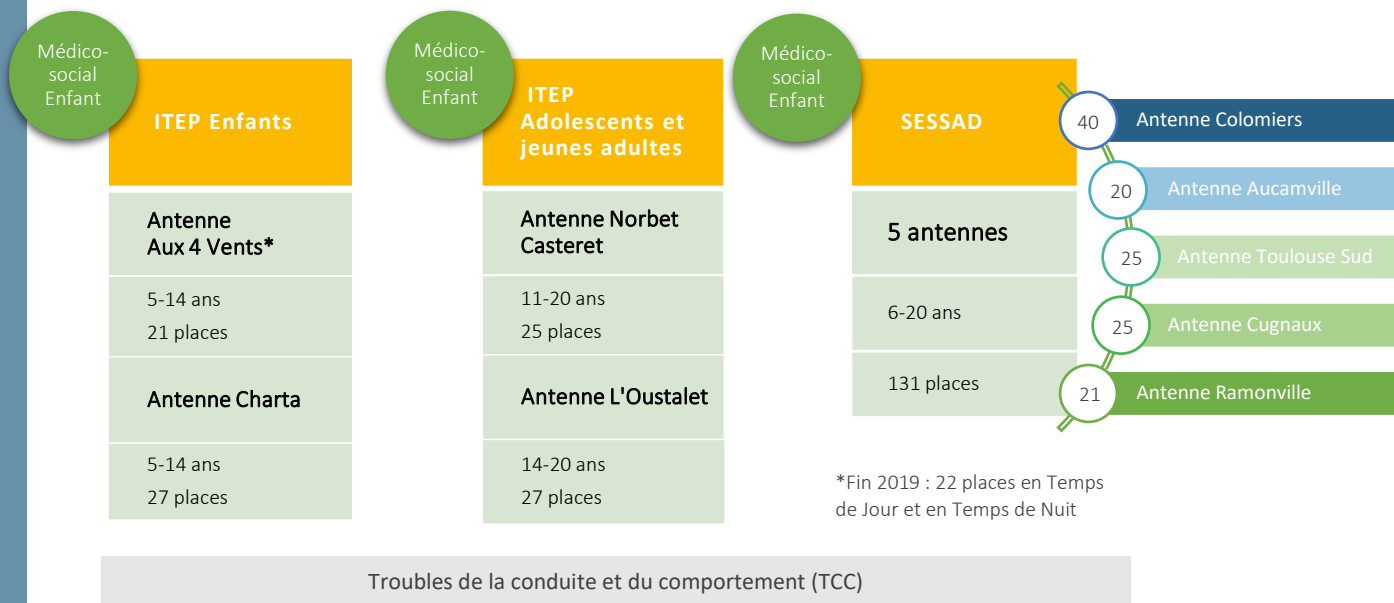 Médico-
social
Enfant
ITEP Enfants
Antenne
Aux 4 Vents*
5-14 ans
21 places
Antenne Charta
5-14 ans
27 places
Médico-
social
Enfant
ITEP
Adolescents et
jeunes adultes
Antenne Norbet
Casteret
11-20 ans
25 places
Antenne L'Oustalet
14-20 ans
27 places
Médico-
social
Enfant
SESSAD
5 antennes
6-20 ans
131 places
40 Antenne Colomiers
20 Antenne Aucamville
25 Antenne Toulouse Sud
25 Antenne Cugnaux
21 Antenne Ramonville
*Fin 2019 : 22 places en Temps
de Jour et en Temps de Nuit
Troubles de la conduite et du comportement (TCC)